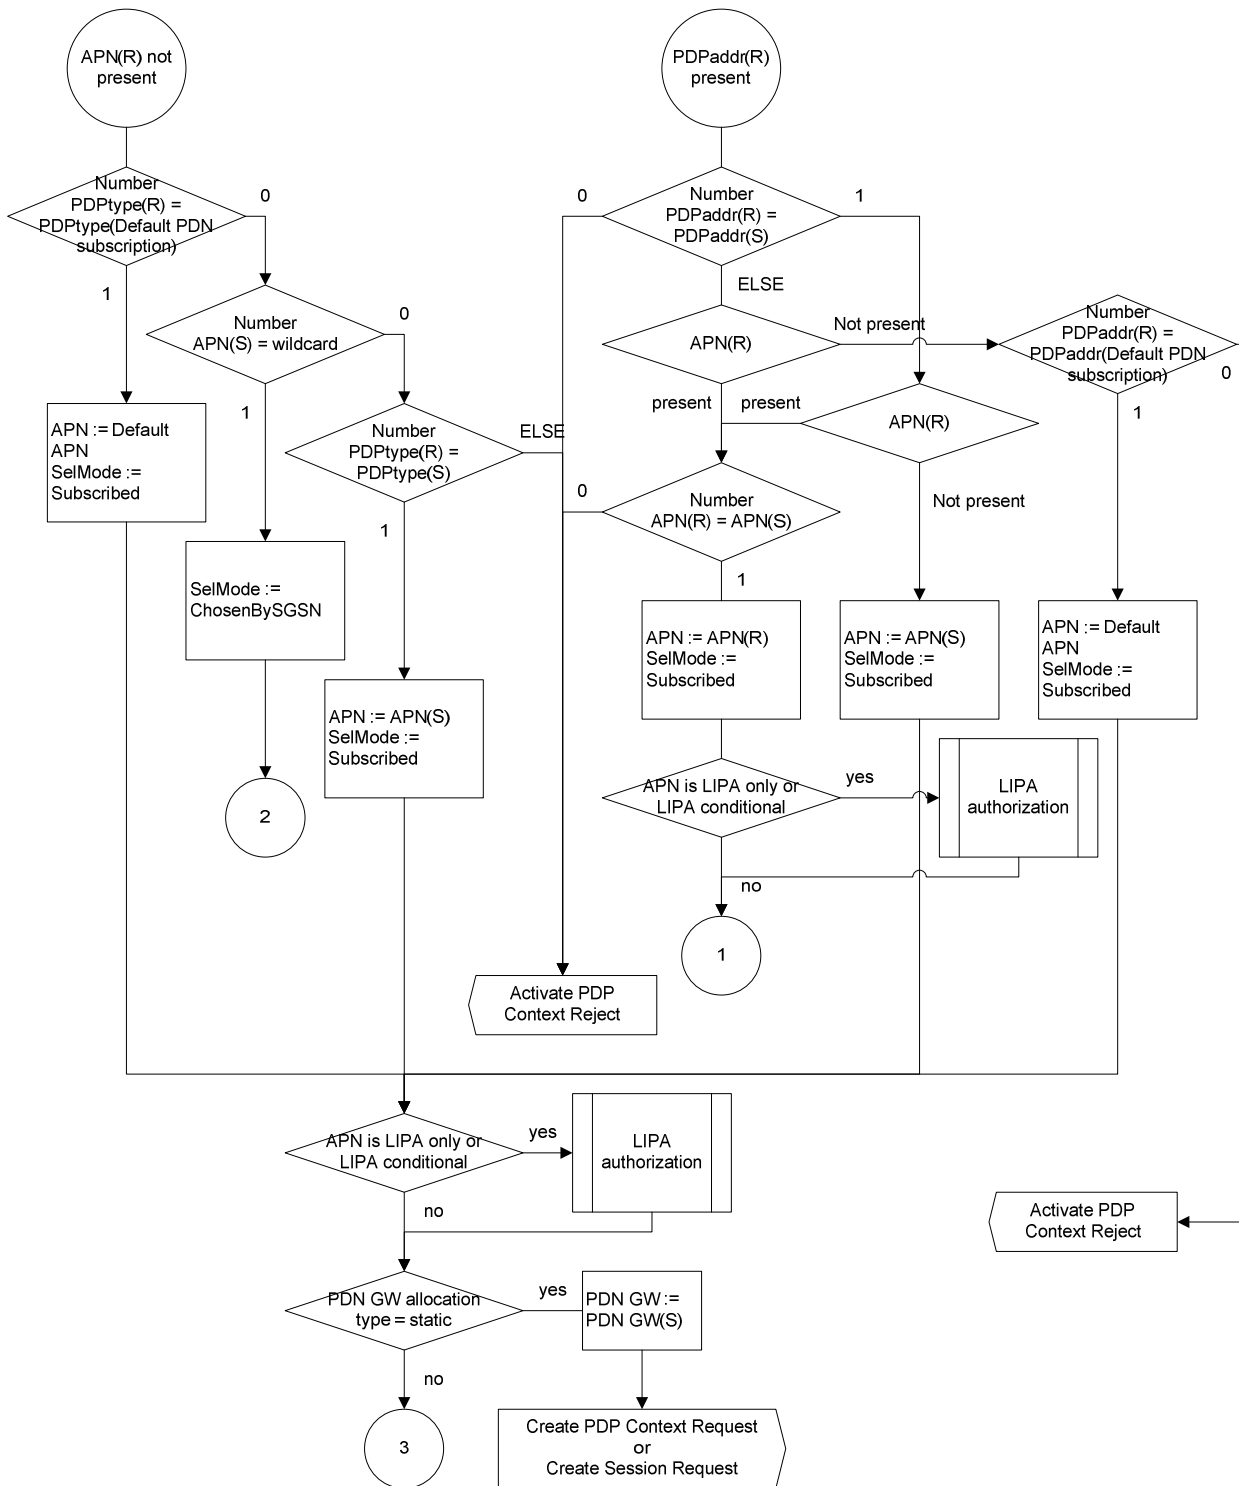 APN(R) not
present
PDPaddr(R)
present
Number
PDPtype(R) =
PDPtype(Default PDN
subscription)
0
1
Number
APN(S) = wildcard
0
1
Number
PDPtype(R) =
PDPtype(S)
ELSE
1
APN := Default
APN
SelMode :=
Subscribed
SelMode :=
ChosenBySGSN
2
APN := APN(S)
SelMode :=
Subscribed
0
Number
PDPaddr(R) =
PDPaddr(S)
1
ELSE
APN(R)
Not present
Number
PDPaddr(R) =
PDPaddr(Default PDN
subscription)
0
1
present
present
APN(R)
Not present
0
Number
APN(R) = APN(S)
1
APN := APN(R)
SelMode :=
Subscribed
APN := APN(S)
SelMode :=
Subscribed
APN := Default
APN
SelMode :=
Subscribed
APN is LIPA only or
LIPA conditional
yes
LIPA
authorization
no
1
Activate PDP
Context Reject
APN is LIPA only or
LIPA conditional
yes
LIPA
authorization
no
Activate PDP
Context Reject
PDN GW allocation
type = static
yes
PDN GW :=
PDN GW(S)
no
3
Create PDP Context Request
or
Create Session Request